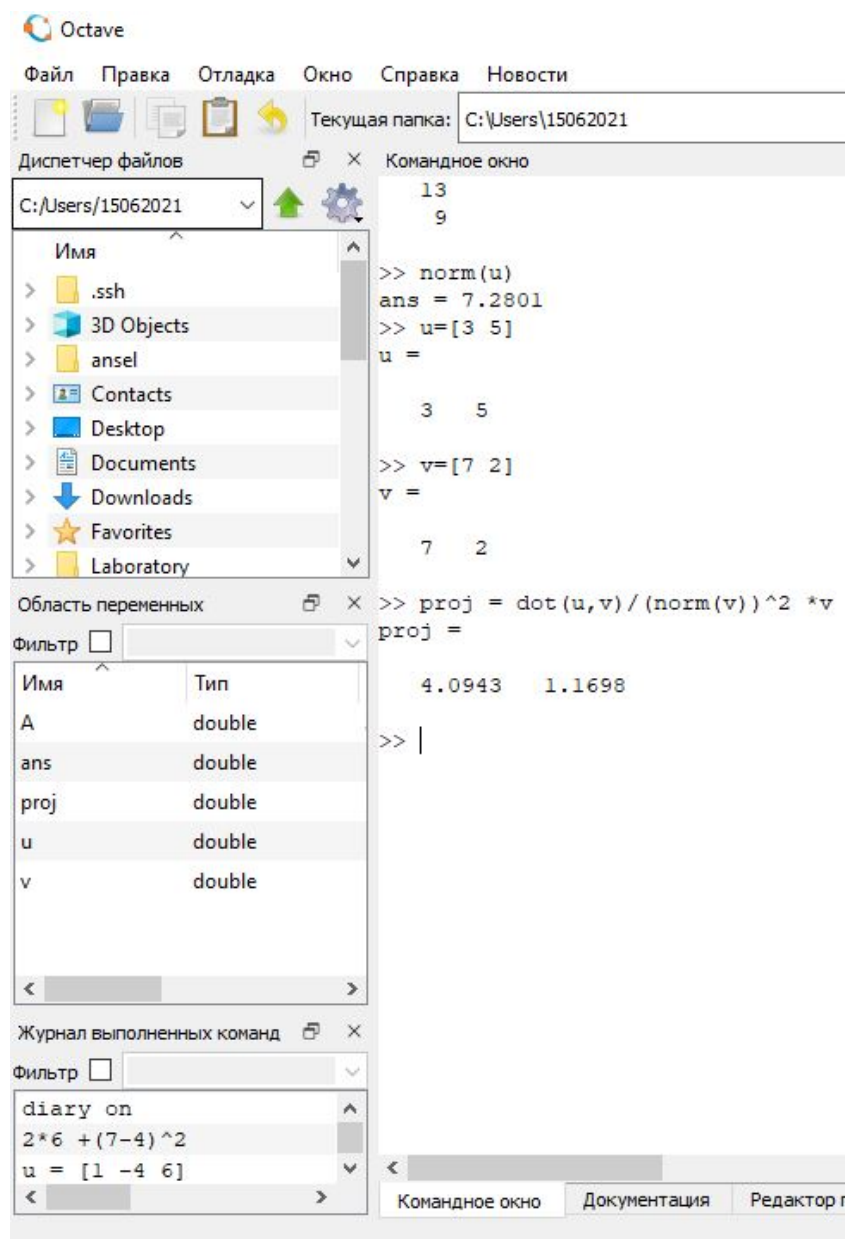 Octave
Файл Правка Отладка Окно Справка Новости
Текущая папка: C:\Users\15062021
Диспетчер файлов
C:/Users/15062021
Имя
.ssh
3D Objects
ansel
Contacts
Desktop
Documents
Downloads
Favorites
Laboratory
Область переменных
Фильтр
Имя Тип
A double
ans double
proj double
u double
v double
Журнал выполненных команд
Фильтр
diary on
2*6 +(7-4)^2
u = [1 -4 6]
Командное окно
13
9
>> norm(u)
ans = 7.2801
>> u=[3 5]
u =
3 5
>> v=[7 2]
v =
7 2
>> proj = dot(u,v)/(norm(v))^2 *v
proj =
4.0943 1.1698
>>
Командное окно Документация Редактор